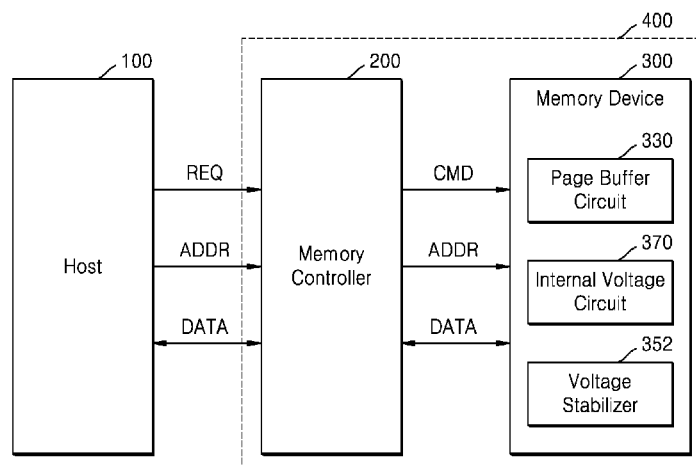 400
100
200
300
Memory Device
330
REQ
CMD
Page Buffer
Circuit
370
ADDR
ADDR
Host
Memory
Controller
Internal Voltage
Circuit
DATA
DATA
352
Voltage
Stabilizer